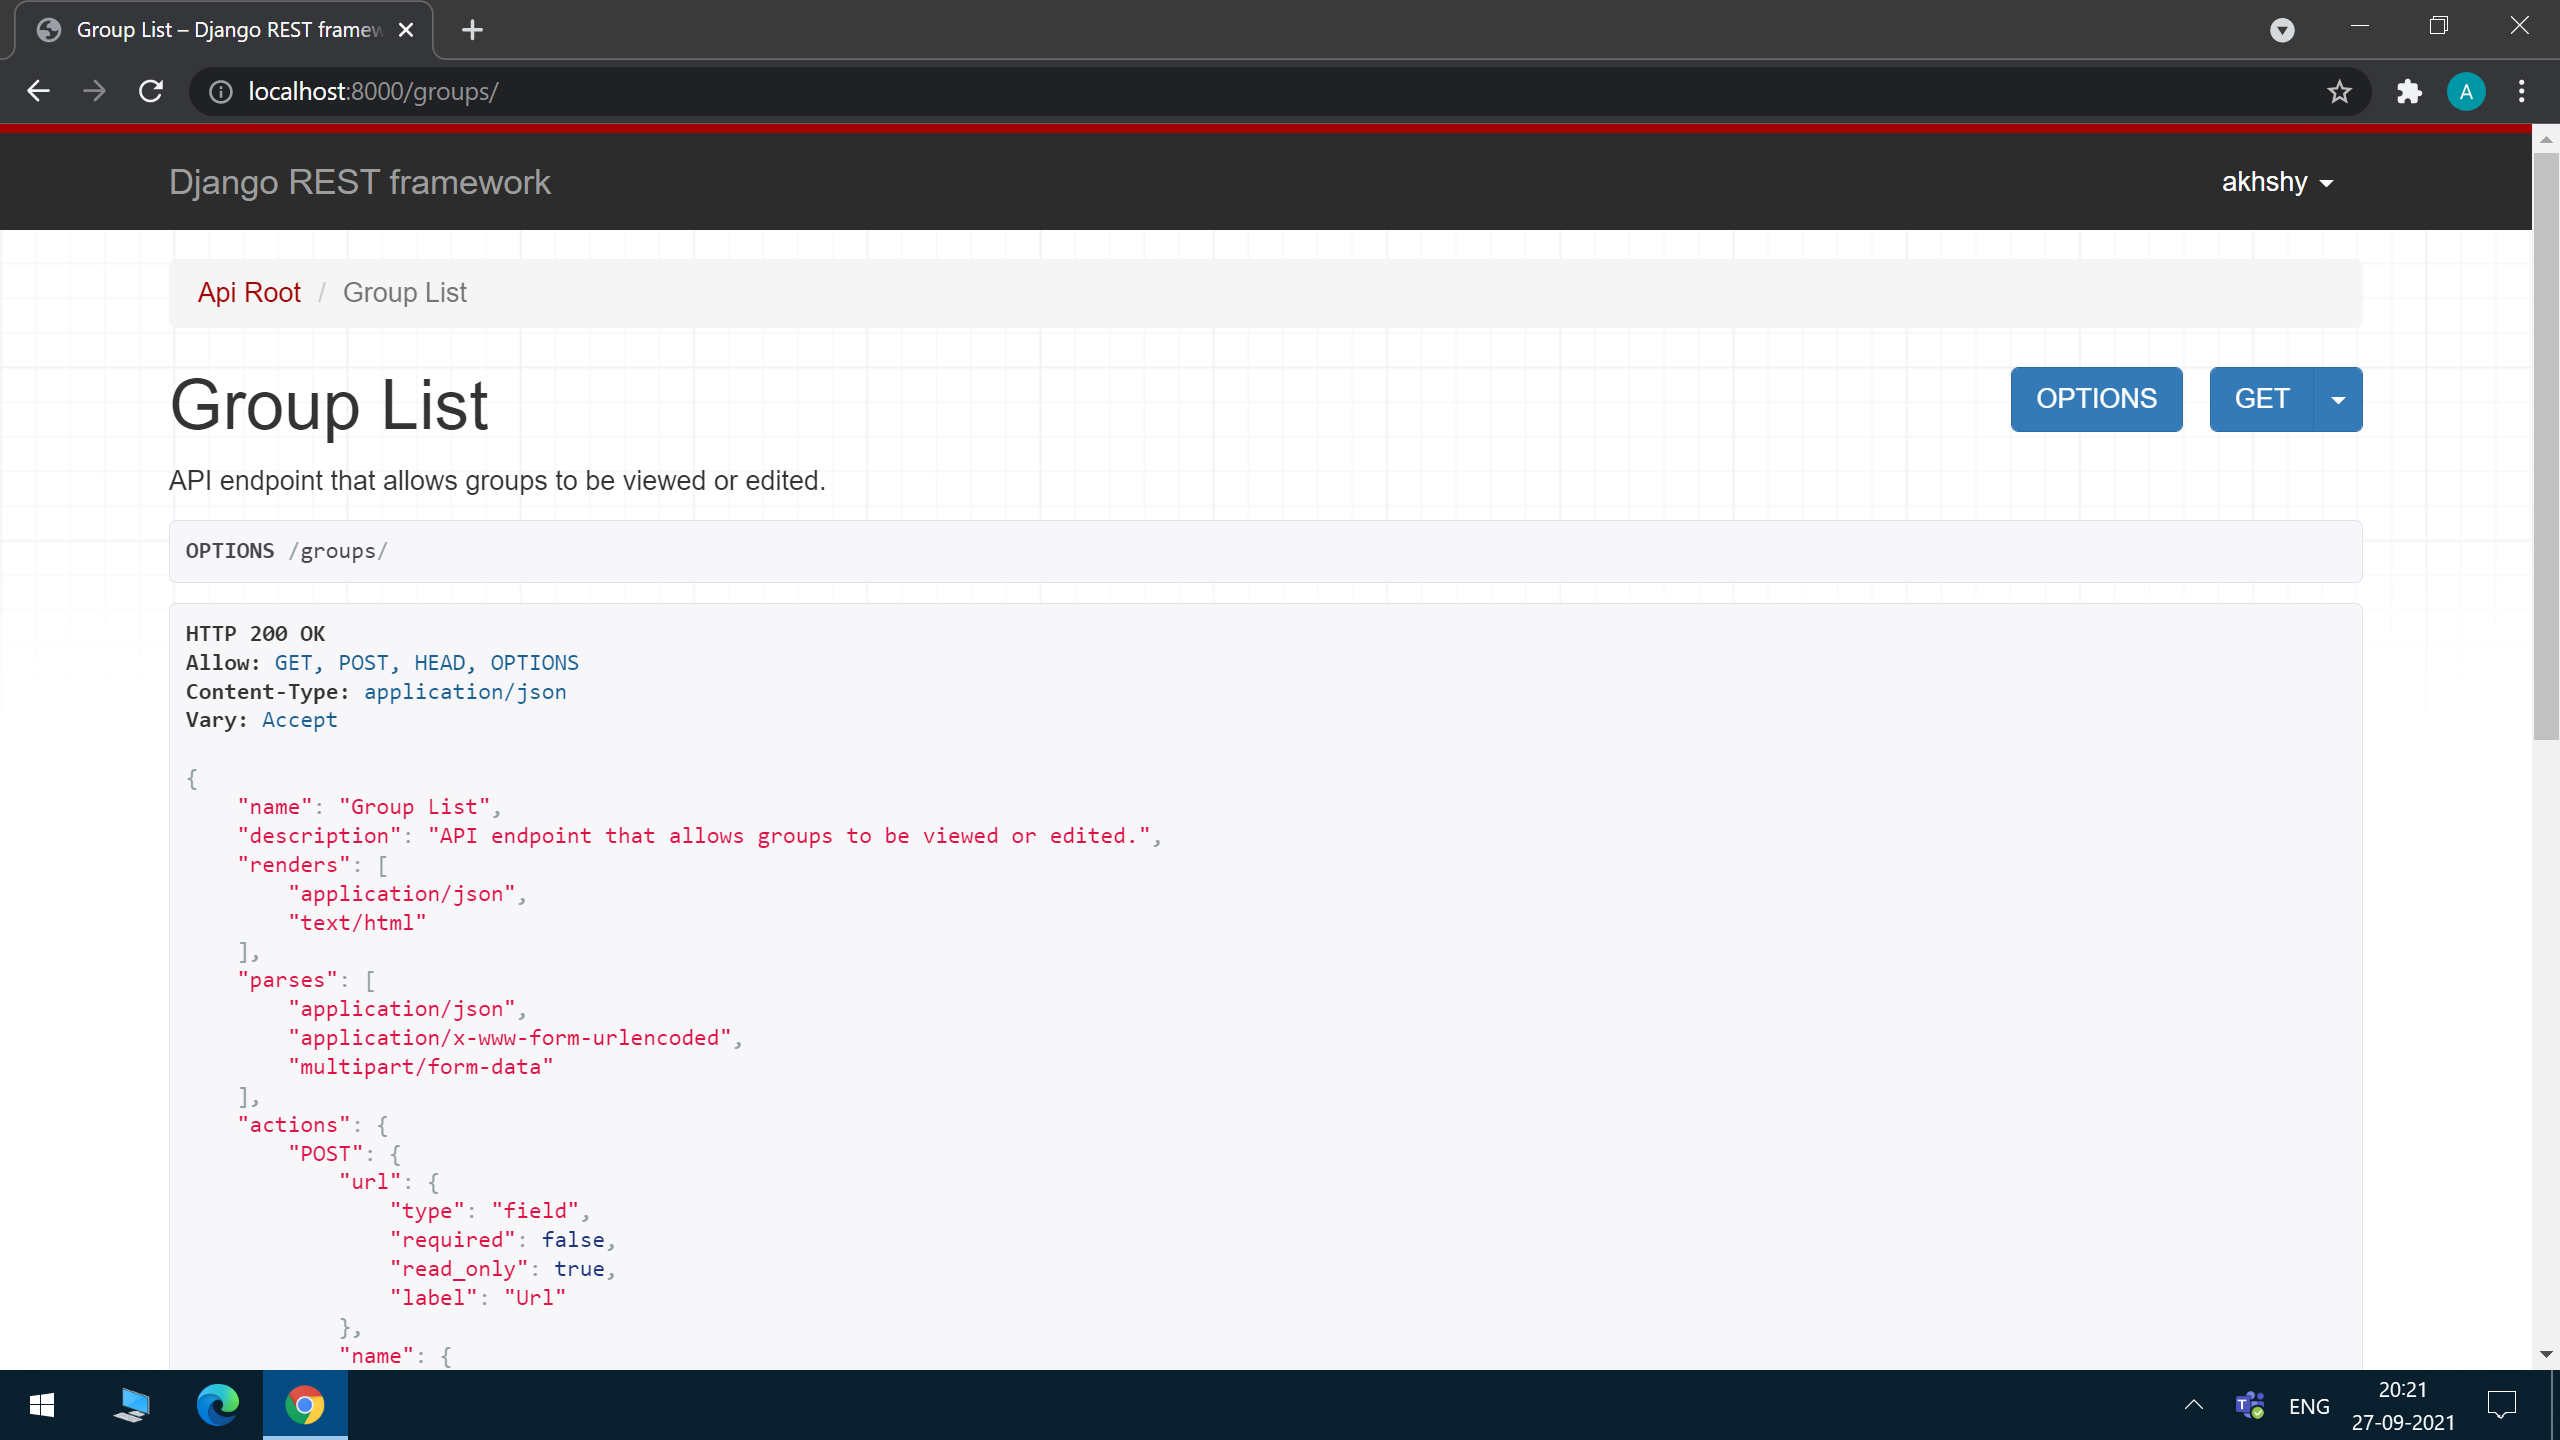 Group List – Django REST framew
localhost:8000/groups/
A
Django REST framework
akhshy
Api Root / Group List
Group List
OPTIONS
GET
API endpoint that allows groups to be viewed or edited.
OPTIONS /groups/
HTTP 200 OK
Allow: GET, POST, HEAD, OPTIONS
Content-Type: application/json
Vary: Accept
{
    "name": "Group List",
    "description": "API endpoint that allows groups to be viewed or edited.",
    "renders": [
        "application/json",
        "text/html"
    ],
    "parses": [
        "application/json",
        "application/x-www-form-urlencoded",
        "multipart/form-data"
    ],
    "actions": {
        "POST": {
            "url": {
                "type": "field",
                "required": false,
                "read_only": true,
                "label": "Url"
            },
            "name": {
ENG
20:21
27-09-2021